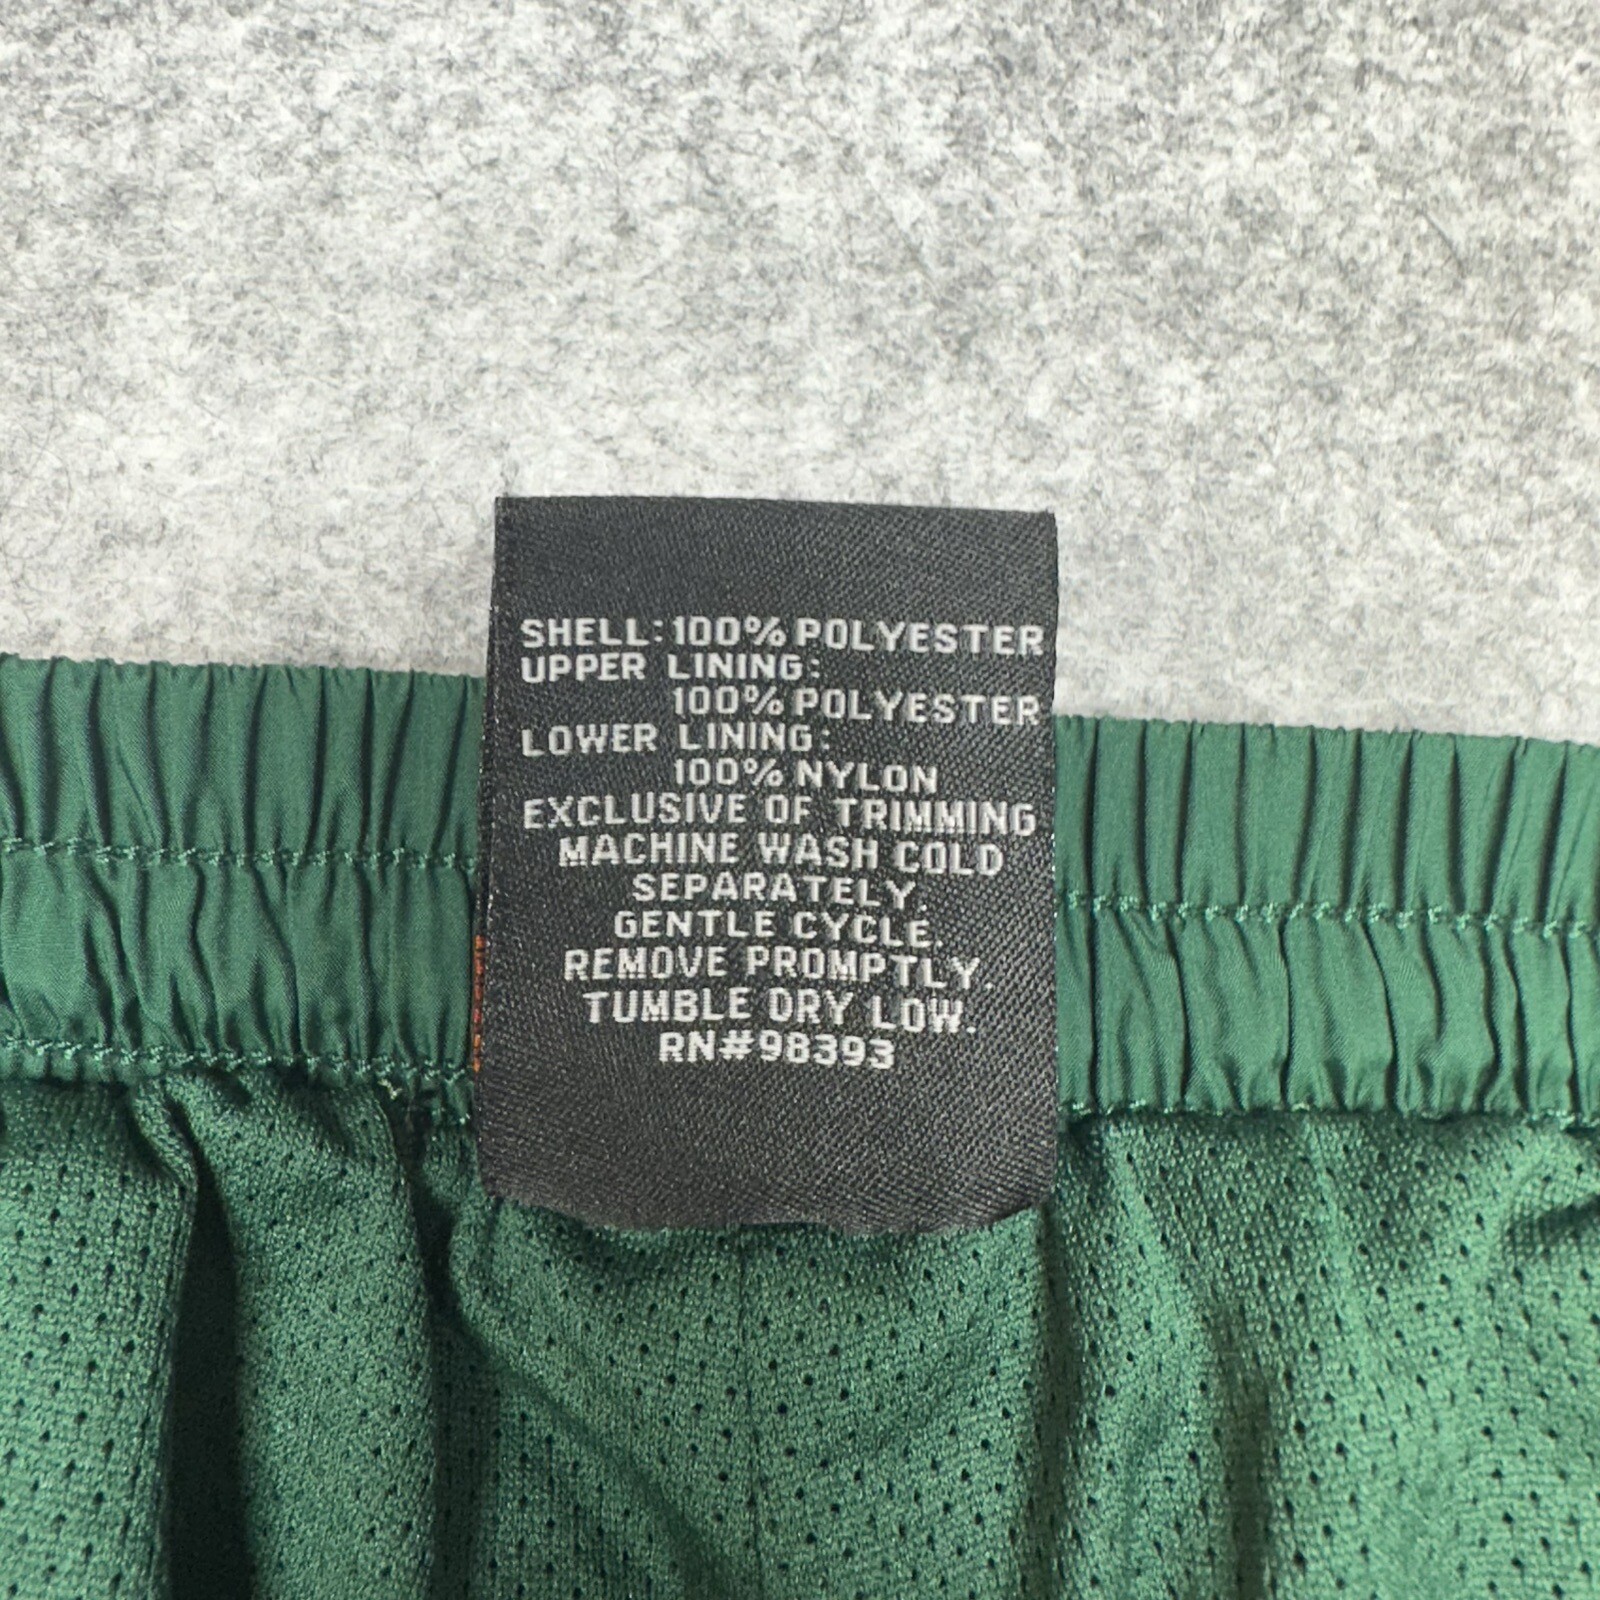 SHELL: 100% POLYESTER
UPPER LINING:
100% POLYESTER
LOWER LINING:
100% NYLON
EXCLUSIVE OF TRIMMING
MACHINE WASH COLD
SEPARATELY.
GENTLE CYCLE.
REMOVE PROMPTLY.
TUMBLE DRY LOW.
RN#98393